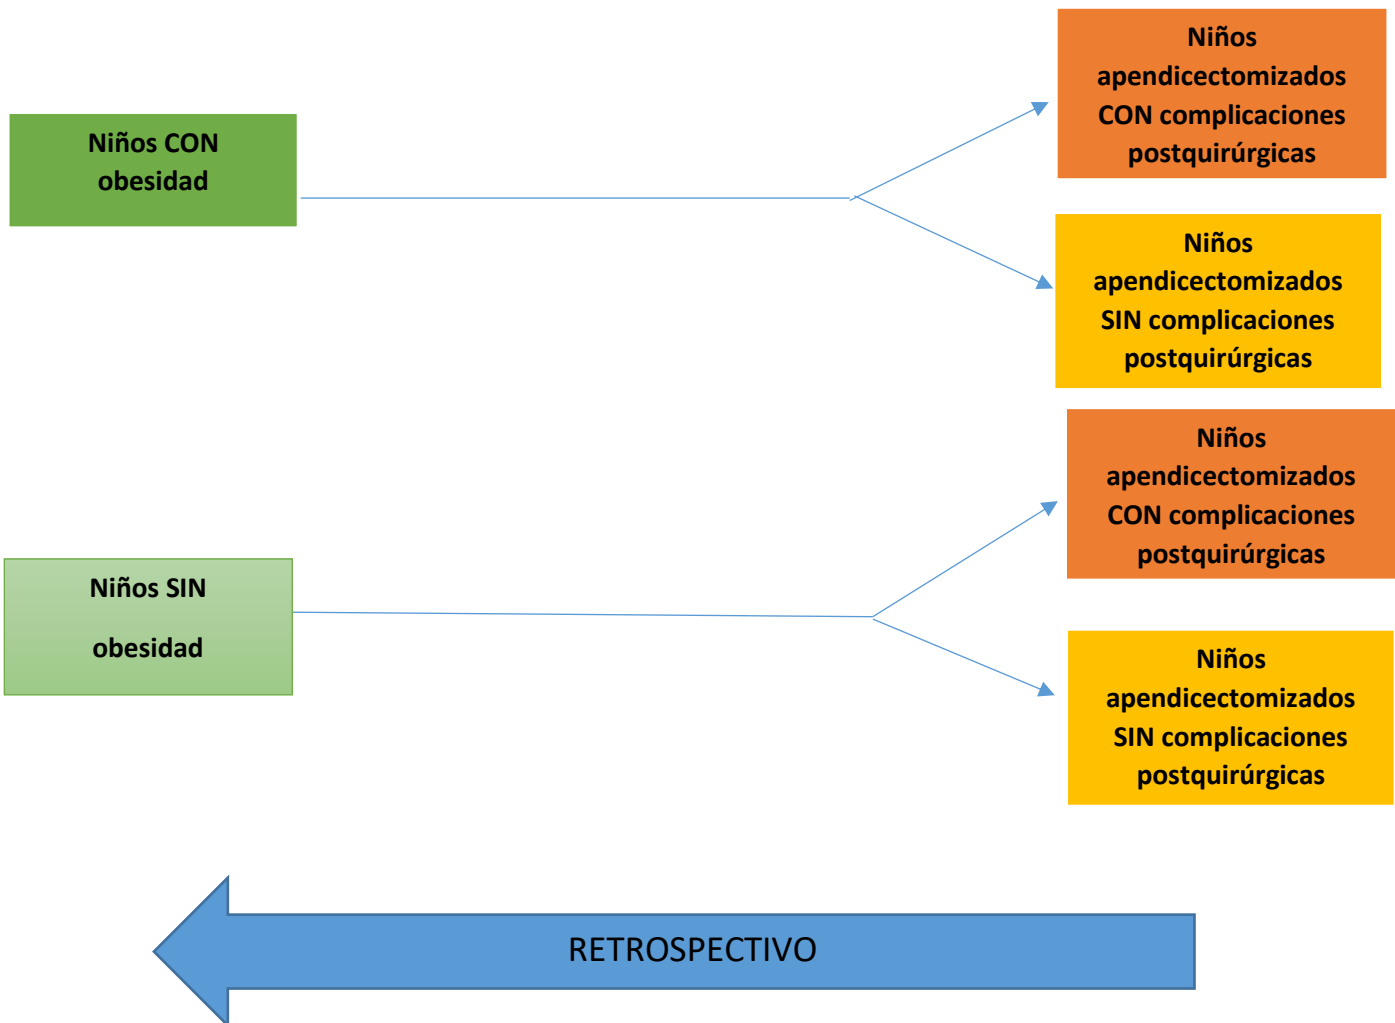 Niños CON
obesidad
Niños
apendicectomizados
CON complicaciones
postquirúrgicas
Niños
apendicectomizados
SIN complicaciones
postquirúrgicas
Niños SIN
obesidad
Niños
apendicectomizados
CON complicaciones
postquirúrgicas
Niños
apendicectomizados
SIN complicaciones
postquirúrgicas
RETROSPECTIVO